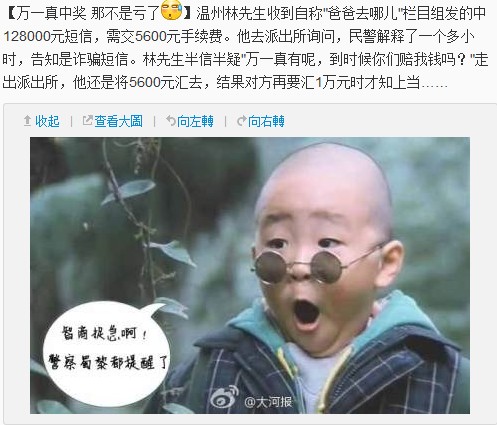 【万一真中奖 那不是亏了】温州林先生收到自称"爸爸去哪儿"栏目组发的中
128000元短信，需交5600元手续费。他去派出所询问，民警解释了一个多小
时，告知是诈骗短信。林先生半信半疑"万一真有呢，到时候你们赔我钱吗？"走
出派出所，他还是将5600元汇去，结果对方再要汇1万元时才知上当……
收起 | 查看大圖 | 向左轉 | 向右轉
智商捉急啊！
警察蜀黎都提醒了
@大河报